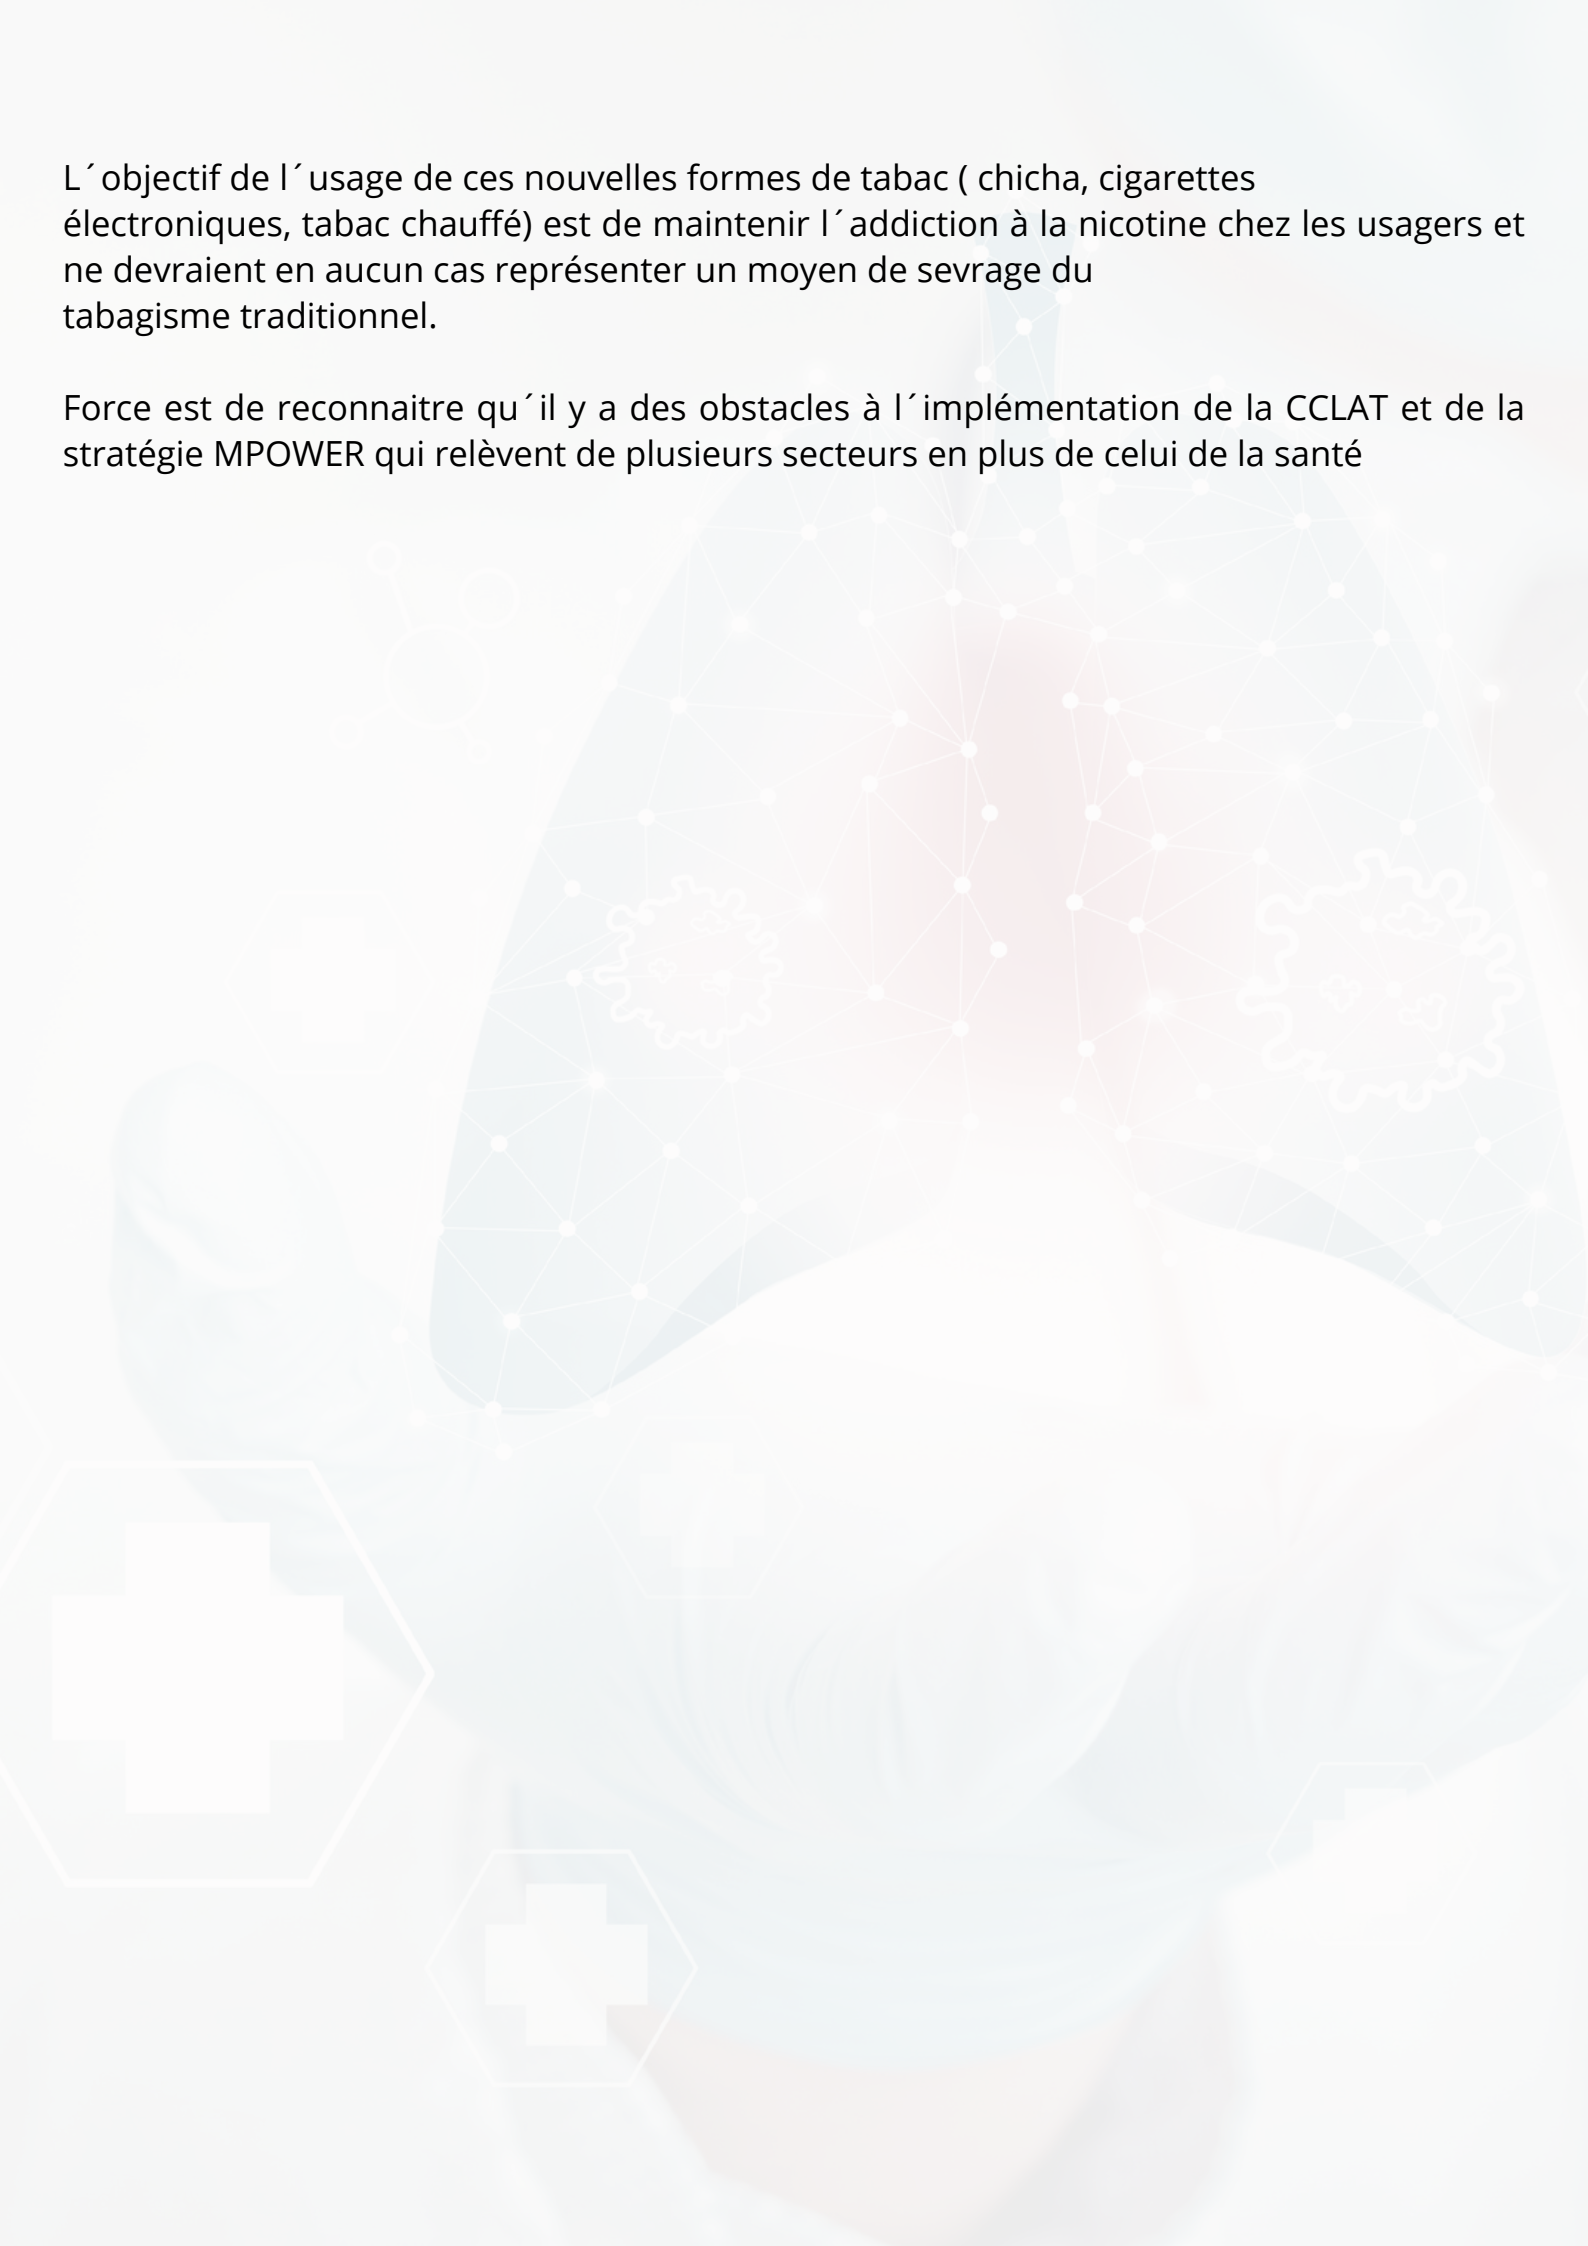 L´objectif de l´usage de ces nouvelles formes de tabac ( chicha, cigarettes
électroniques, tabac chauffé) est de maintenir l´addiction à la nicotine chez les usagers et
ne devraient en aucun cas représenter un moyen de sevrage du
tabagisme traditionnel.
Force est de reconnaitre qu´il y a des obstacles à l´implémentation de la CCLAT et de la
stratégie MPOWER qui relèvent de plusieurs secteurs en plus de celui de la santé